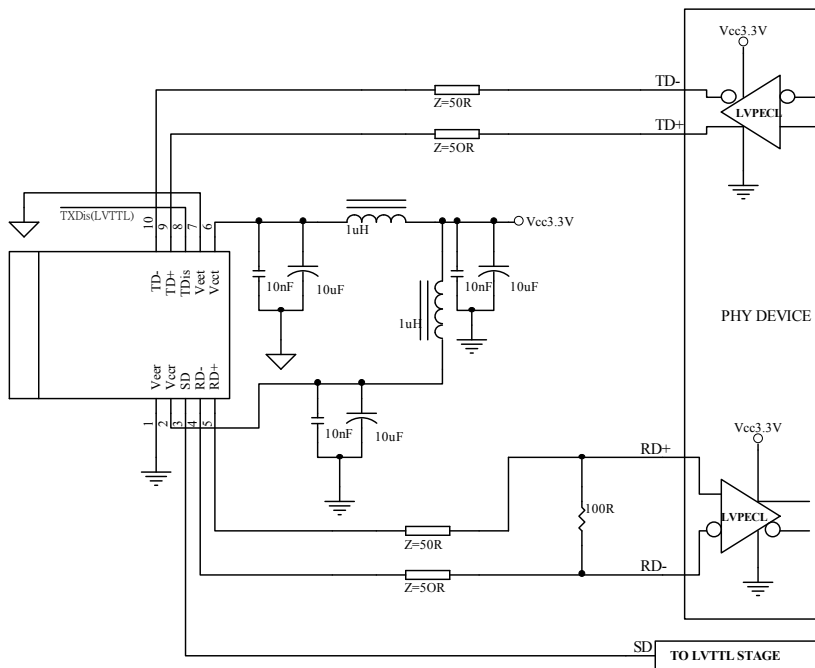 Vcc3.3V
TD-
Z=50R
LVPECL
TD+
Z=5OR
TXDis(LVTTL)
10
9
8
7
6
1uH
Vcc3.3V
TD-
TD+
TDis
Veet
Vcct
10nF
10uF
10nF
10uF
1uH
PHY DEVICE
Veer
Vccr
SD
RD-
RD+
1
2
3
4
5
10nF
10uF
Vcc3.3V
RD+
100R
LVPECL
Z=50R
RD-
Z=5OR
SD
TO LVTTL STAGE